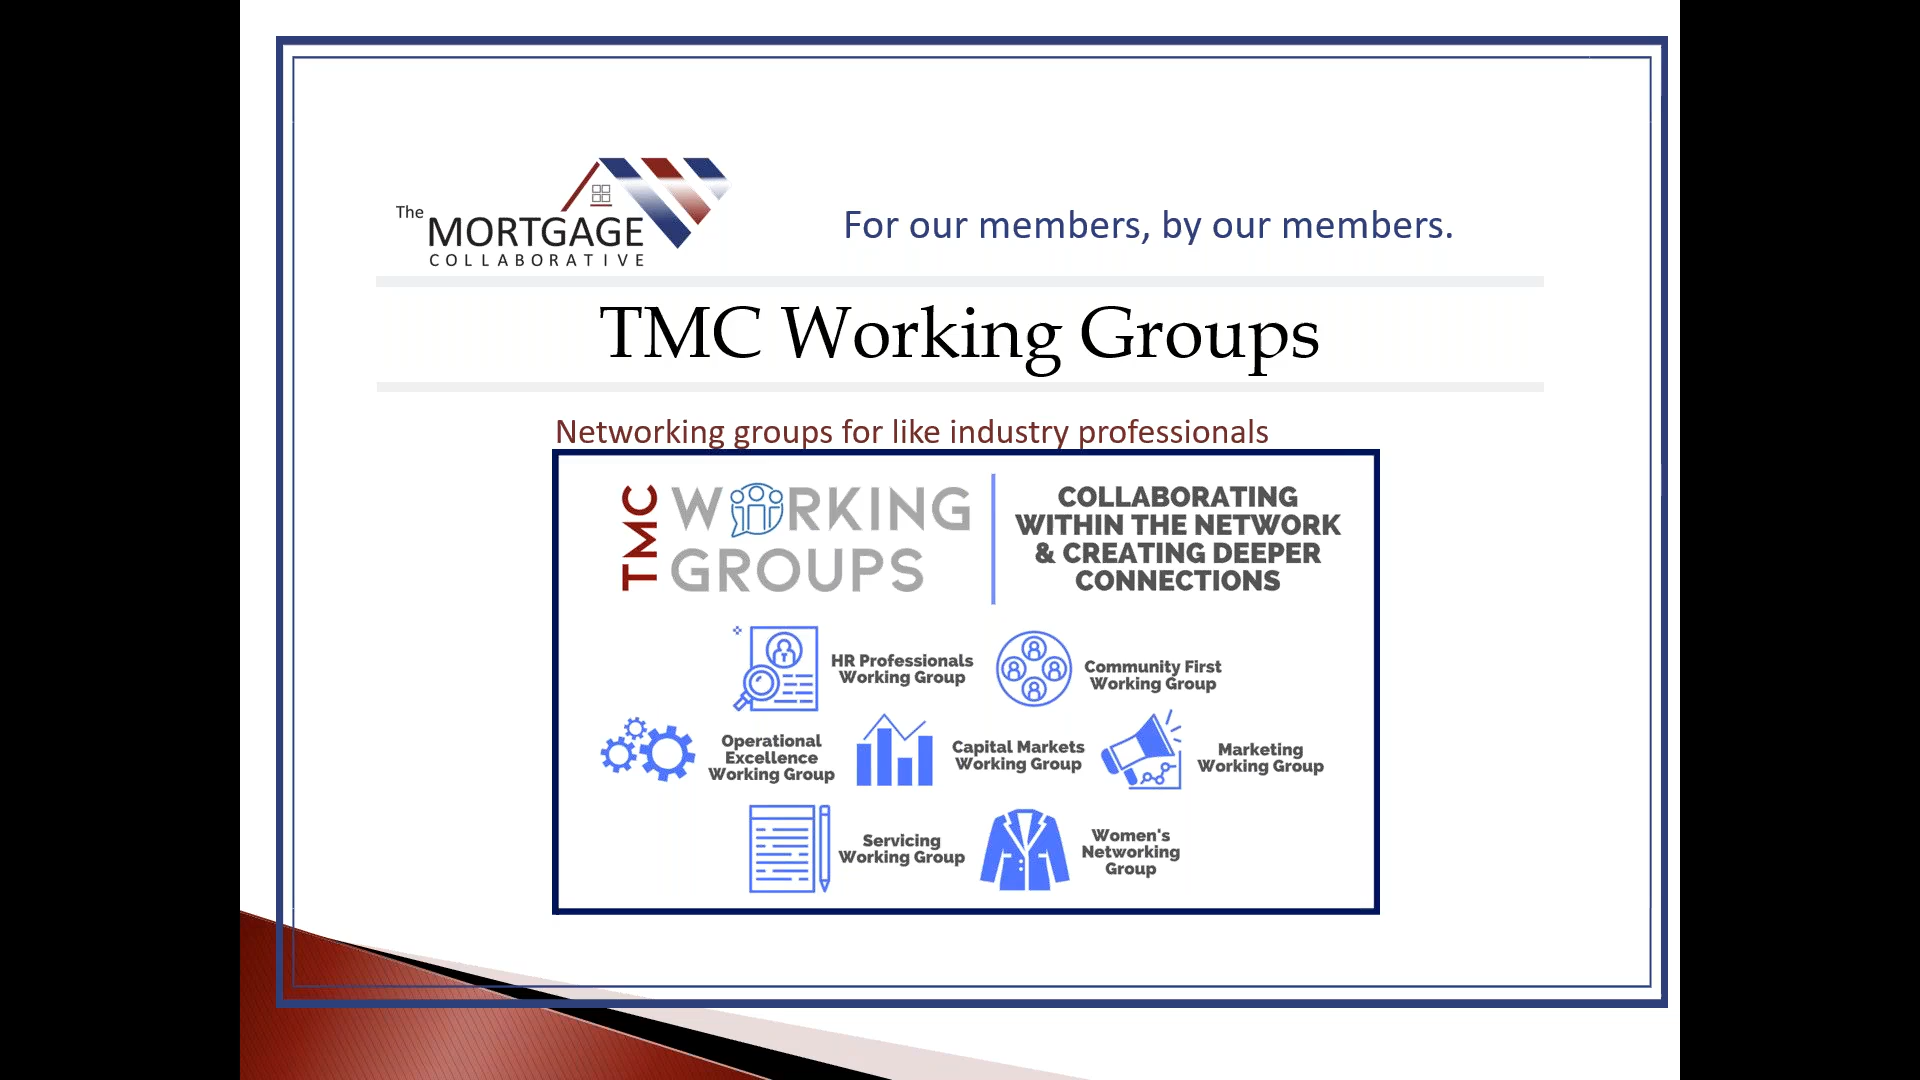 The
MORTGAGE
COLLABORATIVE
For our members, by our members.
TMC Working Groups
Networking groups for like industry professionals
TMC
WORKING
GROUPS
COLLABORATING
WITHIN THE NETWORK
& CREATING DEEPER
CONNECTIONS
HR Professionals
Working Group
Community First
Working Group
Operational
Excellence
Working Group
Capital Markets
Working Group
Marketing
Working Group
Servicing
Working Group
Women's
Networking
Group